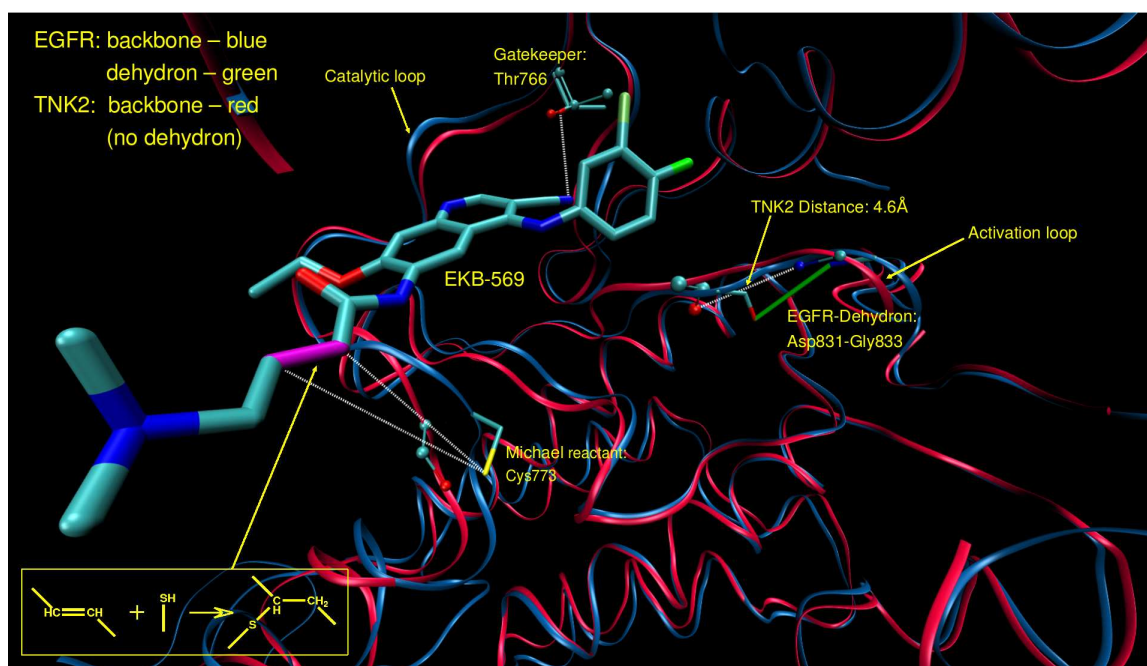 EGFR: backbone – blue
dehydron – green
TNK2: backbone – red
(no dehydron)
Gatekeeper:
Thr766
Catalytic loop
TNK2 Distance: 4.6Å
Activation loop
EKB-569
EGFR-Dehydron:
Asp831-Gly833
Michael reactant:
Cys773
HC CH + SH
S C H CH2